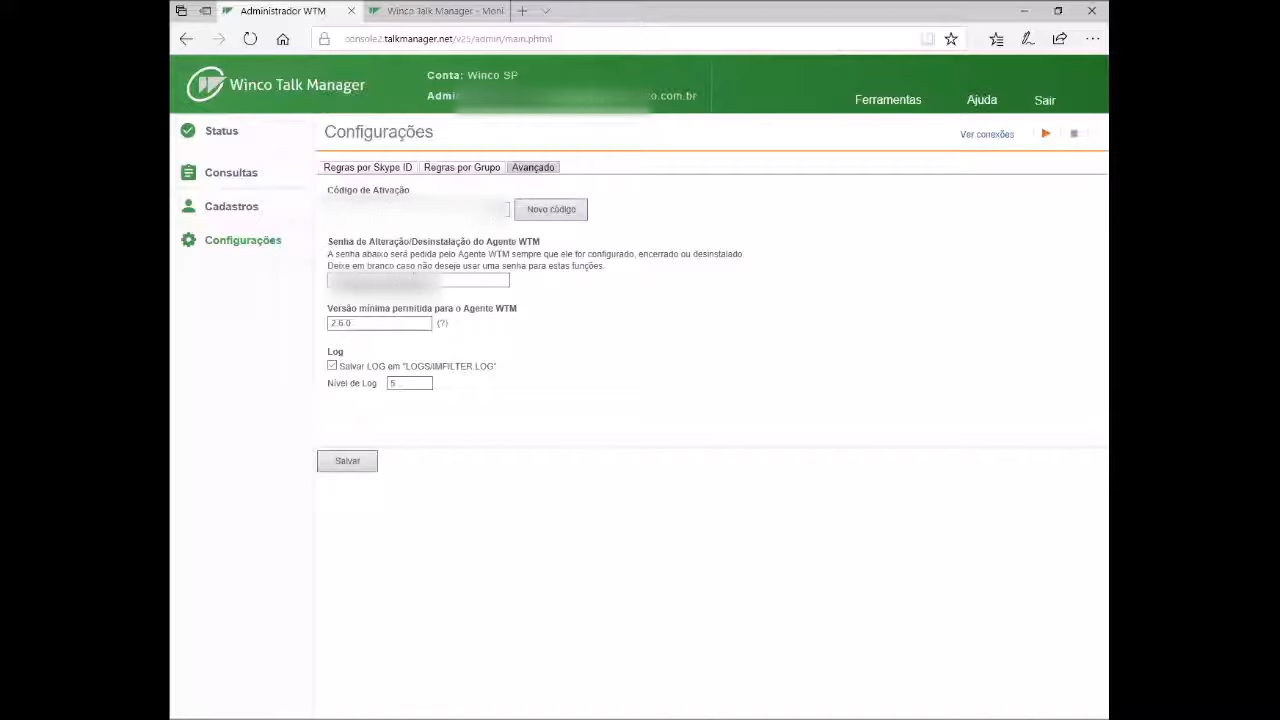 Administrador WTM
Winco Talk Manager - Moni
console2.talkmanager.net/v25/admin/main.phtml
Winco Talk Manager
Conta: Winco SP
Admi
co.com.br
Ferramentas
Ajuda
Sair
Status
Consultas
Cadastros
Configurações
Configurações
Ver conexões
Regras por Skype ID
Regras por Grupo
Avançado
Código de Ativação
Novo código
Senha de Alteração/Desinstalação do Agente WTM
A senha abaixo será pedida pelo Agente WTM sempre que ele for configurado, encerrado ou desinstalado.
Deixe em branco caso não deseje usar uma senha para estas funções.
Versão mínima permitida para o Agente WTM
2.6.0
(?)
Log
Salvar LOG em "LOGS/IMFILTER.LOG"
Nível de Log
5
Salvar